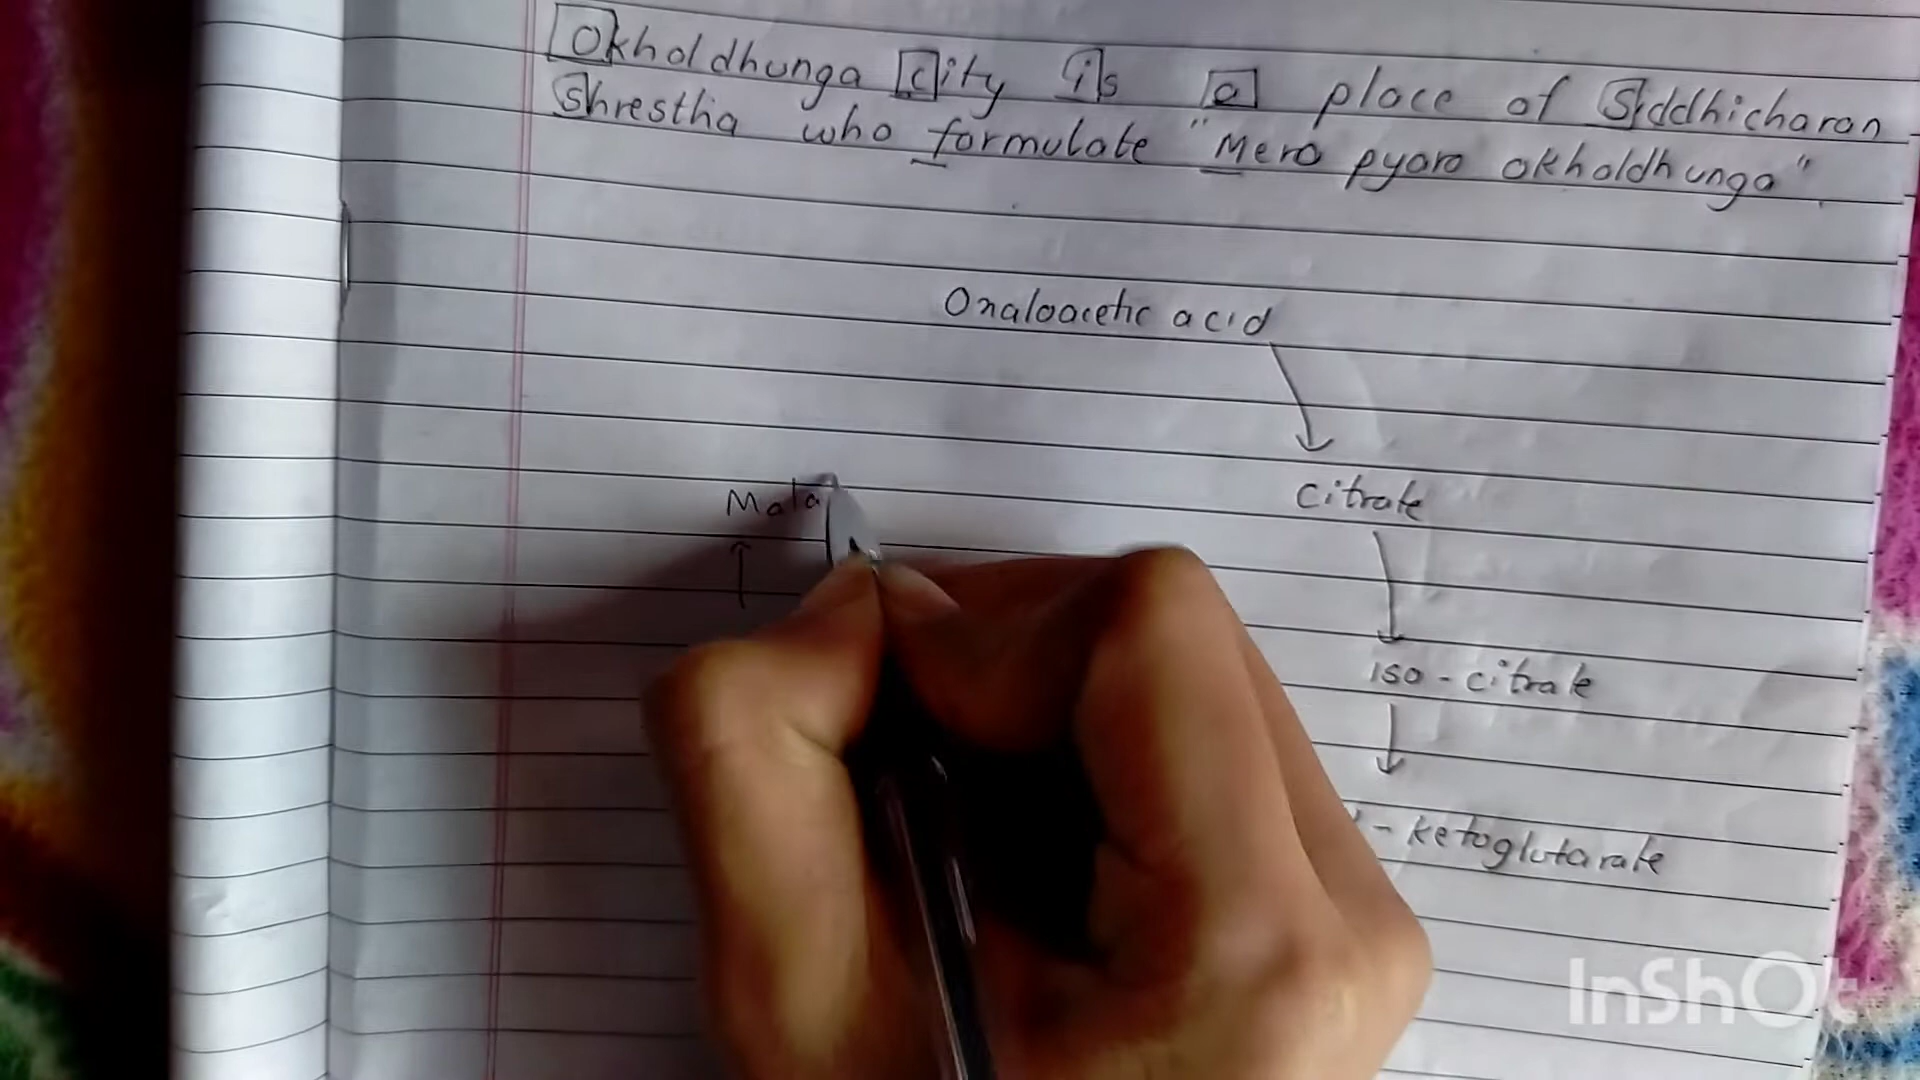 Okholdhunga City is a place of Siddhicharan
Shrestha who formulate "Mero pyaro okholdhunga"
Oxaloacetic acid
Mala
Citrate
iso-citrate
- Ketoglutarate
InShOt